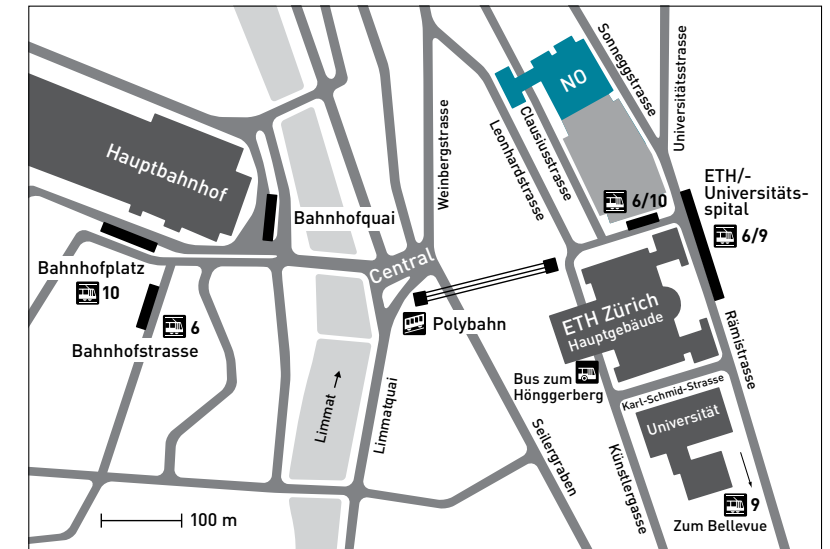 NO
Sonneggstrasse
Universitätsstrasse
Clausiusstrasse
Leonhardstrasse
Weinbergstrasse
Hauptbahnhof
ETH/-
Universitäts-
spital
6/9
6/10
Bahnhofquai
Central
Bahnhofplatz
10
6
Bahnhofstrasse
Polybahn
ETH Zürich
Hauptgebäude
Rämistrasse
Bus zum
Hönggerberg
Karl-Schmid-Strasse
Universität
Limmat →
Limmatquai
Seilergraben
Künstlergasse
9
Zum Bellevue
100 m